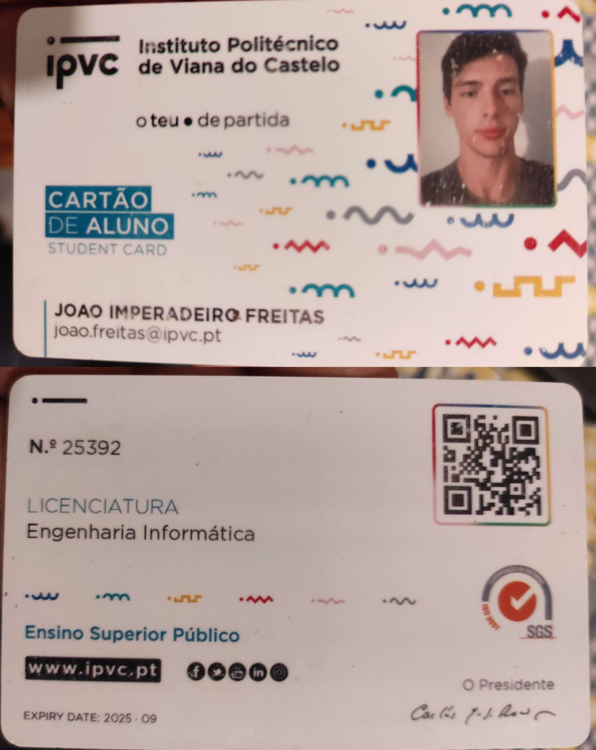 ipvc
Instituto Politécnico
de Viana do Castelo
o teu • de partida
CARTÃO
DE ALUNO
STUDENT CARD
JOAO IMPERADEIRO FREITAS
joao.freitas@ipvc.pt
N.º 25392
LICENCIATURA
Engenharia Informática
Ensino Superior Público
www.ipvc.pt
SGS
O Presidente
EXPIRY DATE: 2025 · 09